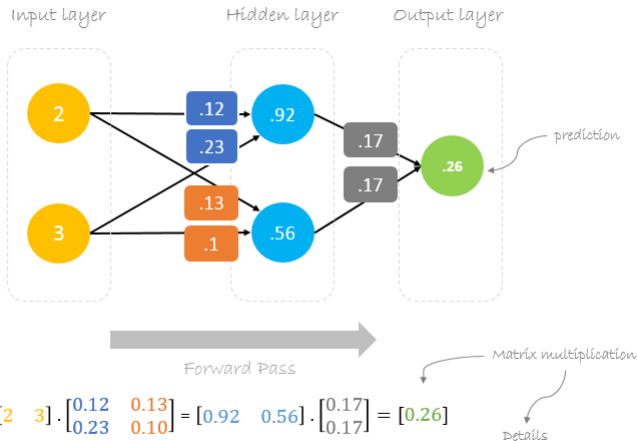 Input layer Hidden layer Output layer
2 .12 .92
.23 .17
prediction
.26
.17
.13
3 .1 .56
Forward Pass
Matrix multiplication
[2 3] . [0.12 0.13 0.23 0.10] = [0.92 0.56] . [0.17 0.17] = [0.26]
Details